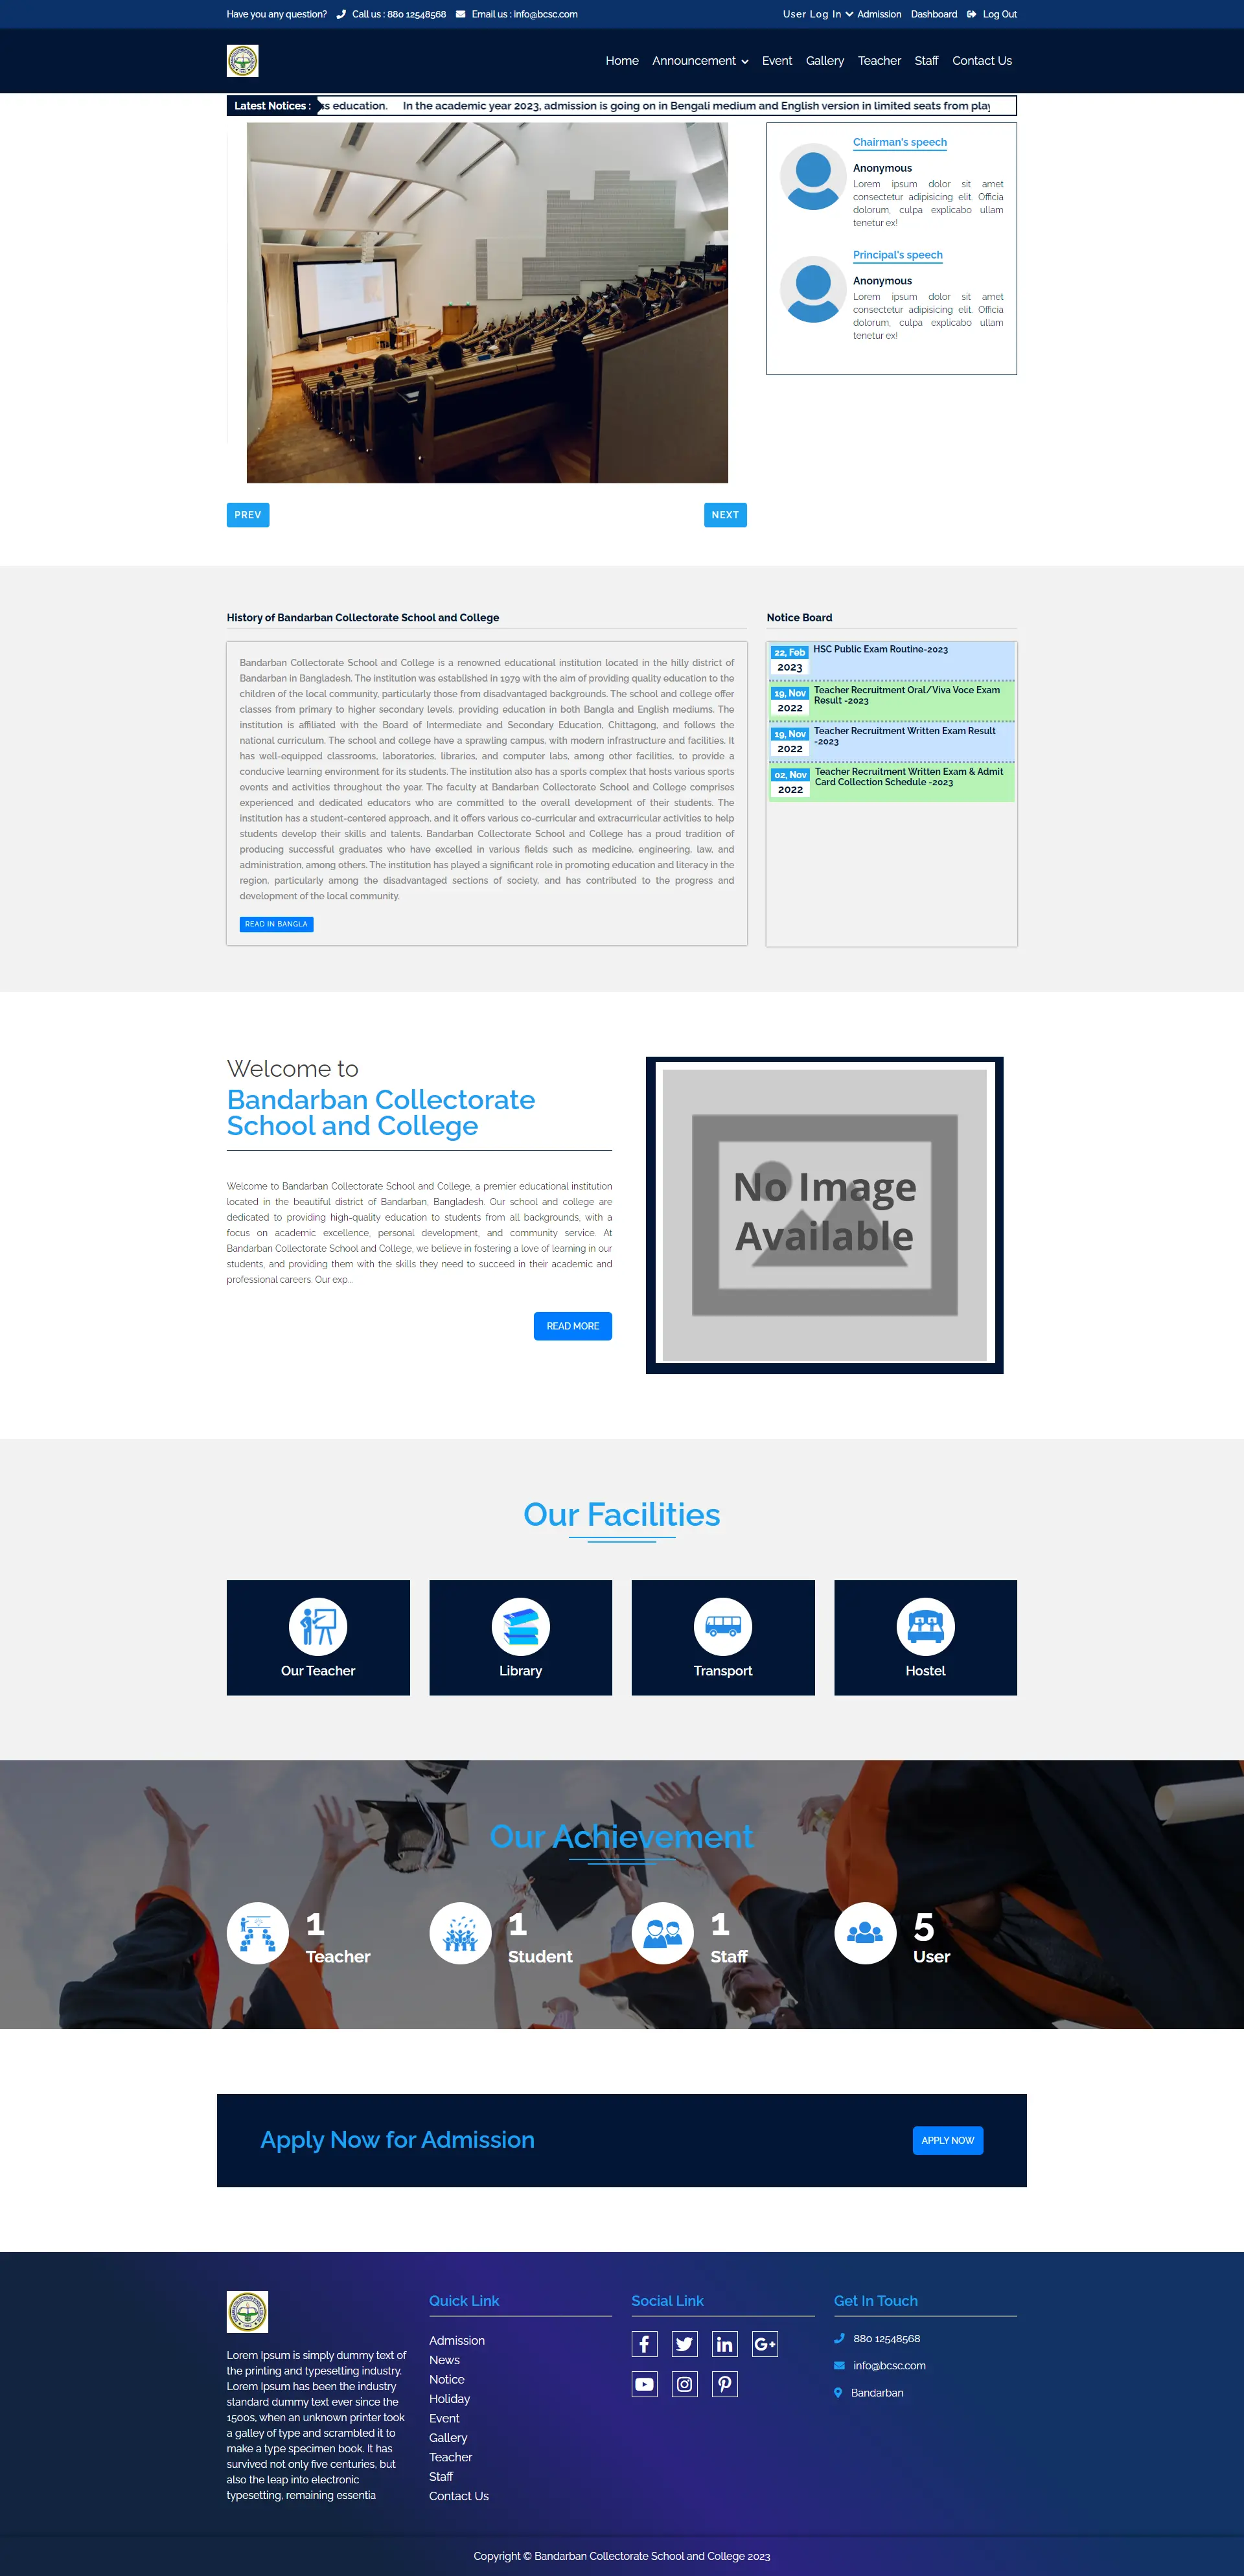 Have you any question? Call us : 880 12548568 Email us : info@bcsc.com
User Log In Admission Dashboard Log Out
Home Announcement Event Gallery Teacher Staff Contact Us
Latest Notices : s education. In the academic year 2023, admission is going on in Bengali medium and English version in limited seats from play
Chairman's speech
Anonymous
Lorem ipsum dolor sit amet
consectetur adipisicing elit. Officia
dolorum, culpa explicabo ullam
tenetur ex!
Principal's speech
Anonymous
Lorem ipsum dolor sit amet
consectetur adipisicing elit. Officia
dolorum, culpa explicabo ullam
tenetur ex!
PREV
NEXT
History of Bandarban Collectorate School and College
Bandarban Collectorate School and College is a renowned educational institution located in the hilly district of
Bandarban in Bangladesh. The institution was established in 1979 with the aim of providing quality education to the
children of the local community, particularly those from disadvantaged backgrounds. The school and college offer
classes from primary to higher secondary levels, providing education in both Bangla and English mediums. The
institution is affiliated with the Board of Intermediate and Secondary Education, Chittagong, and follows the
national curriculum. The school and college have a sprawling campus, with modern infrastructure and facilities. It
has well-equipped classrooms, laboratories, libraries, and computer labs, among other facilities, to provide a
conducive learning environment for its students. The institution also has a sports complex that hosts various sports
events and activities throughout the year. The faculty at Bandarban Collectorate School and College comprises
experienced and dedicated educators who are committed to the overall development of their students. The
institution has a student-centered approach, and it offers various co-curricular and extracurricular activities to help
students develop their skills and talents. Bandarban Collectorate School and College has a proud tradition of
producing successful graduates who have excelled in various fields such as medicine, engineering, law, and
administration, among others. The institution has played a significant role in promoting education and literacy in the
region, particularly among the disadvantaged sections of society, and has contributed to the progress and
development of the local community.
READ IN BANGLA
Notice Board
22, Feb
2023
HSC Public Exam Routine-2023
19, Nov
2022
Teacher Recruitment Oral/Viva Voce Exam
Result -2023
19, Nov
2022
Teacher Recruitment Written Exam Result
-2023
02, Nov
2022
Teacher Recruitment Written Exam & Admit
Card Collection Schedule -2023
Welcome to
Bandarban Collectorate
School and College
Welcome to Bandarban Collectorate School and College, a premier educational institution
located in the beautiful district of Bandarban, Bangladesh. Our school and college are
dedicated to providing high-quality education to students from all backgrounds, with a
focus on academic excellence, personal development, and community service. At
Bandarban Collectorate School and College, we believe in fostering a love of learning in our
students, and providing them with the skills they need to succeed in their academic and
professional careers. Our exp...
READ MORE
No Image
Available
Our Facilities
Our Teacher
Library
Transport
Hostel
Our Achievement
1
Teacher
1
Student
1
Staff
5
User
Apply Now for Admission
APPLY NOW
Lorem Ipsum is simply dummy text of
the printing and typesetting industry.
Lorem Ipsum has been the industry
standard dummy text ever since the
1500s, when an unknown printer took
a galley of type and scrambled it to
make a type specimen book. It has
survived not only five centuries, but
also the leap into electronic
typesetting, remaining essentia
Quick Link
Admission
News
Notice
Holiday
Event
Gallery
Teacher
Staff
Contact Us
Social Link
Get In Touch
880 12548568
info@bcsc.com
Bandarban
Copyright © Bandarban Collectorate School and College 2023